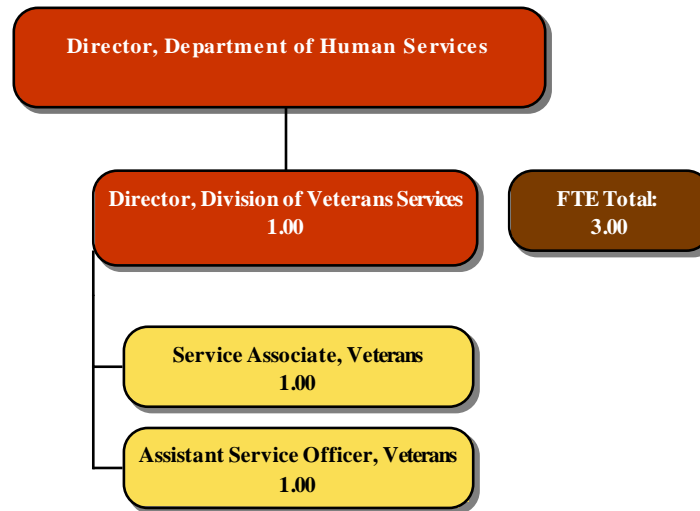 Director, Department of Human Services
Director, Division of Veterans Services
1.00
FTE Total:
3.00
Service Associate, Veterans
1.00
Assistant Service Officer, Veterans
1.00